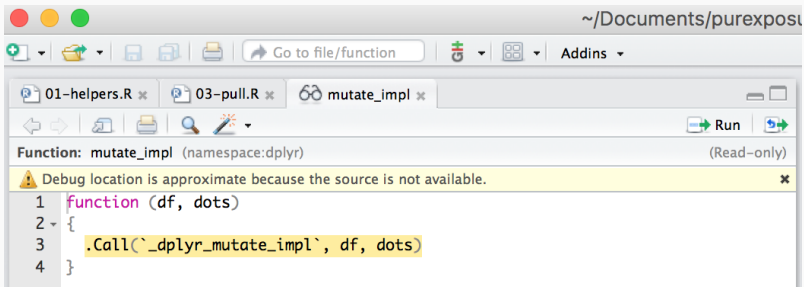 ~/Documents/purexposu
Go to file/function
Addins
01-helpers.R
03-pull.R
mutate_impl
Run
Function: mutate_impl (namespace:dplyr)
(Read-only)
Debug location is approximate because the source is not available.
1 function (df, dots)
2 {
3 .Call(`_dplyr_mutate_impl`, df, dots)
4 }